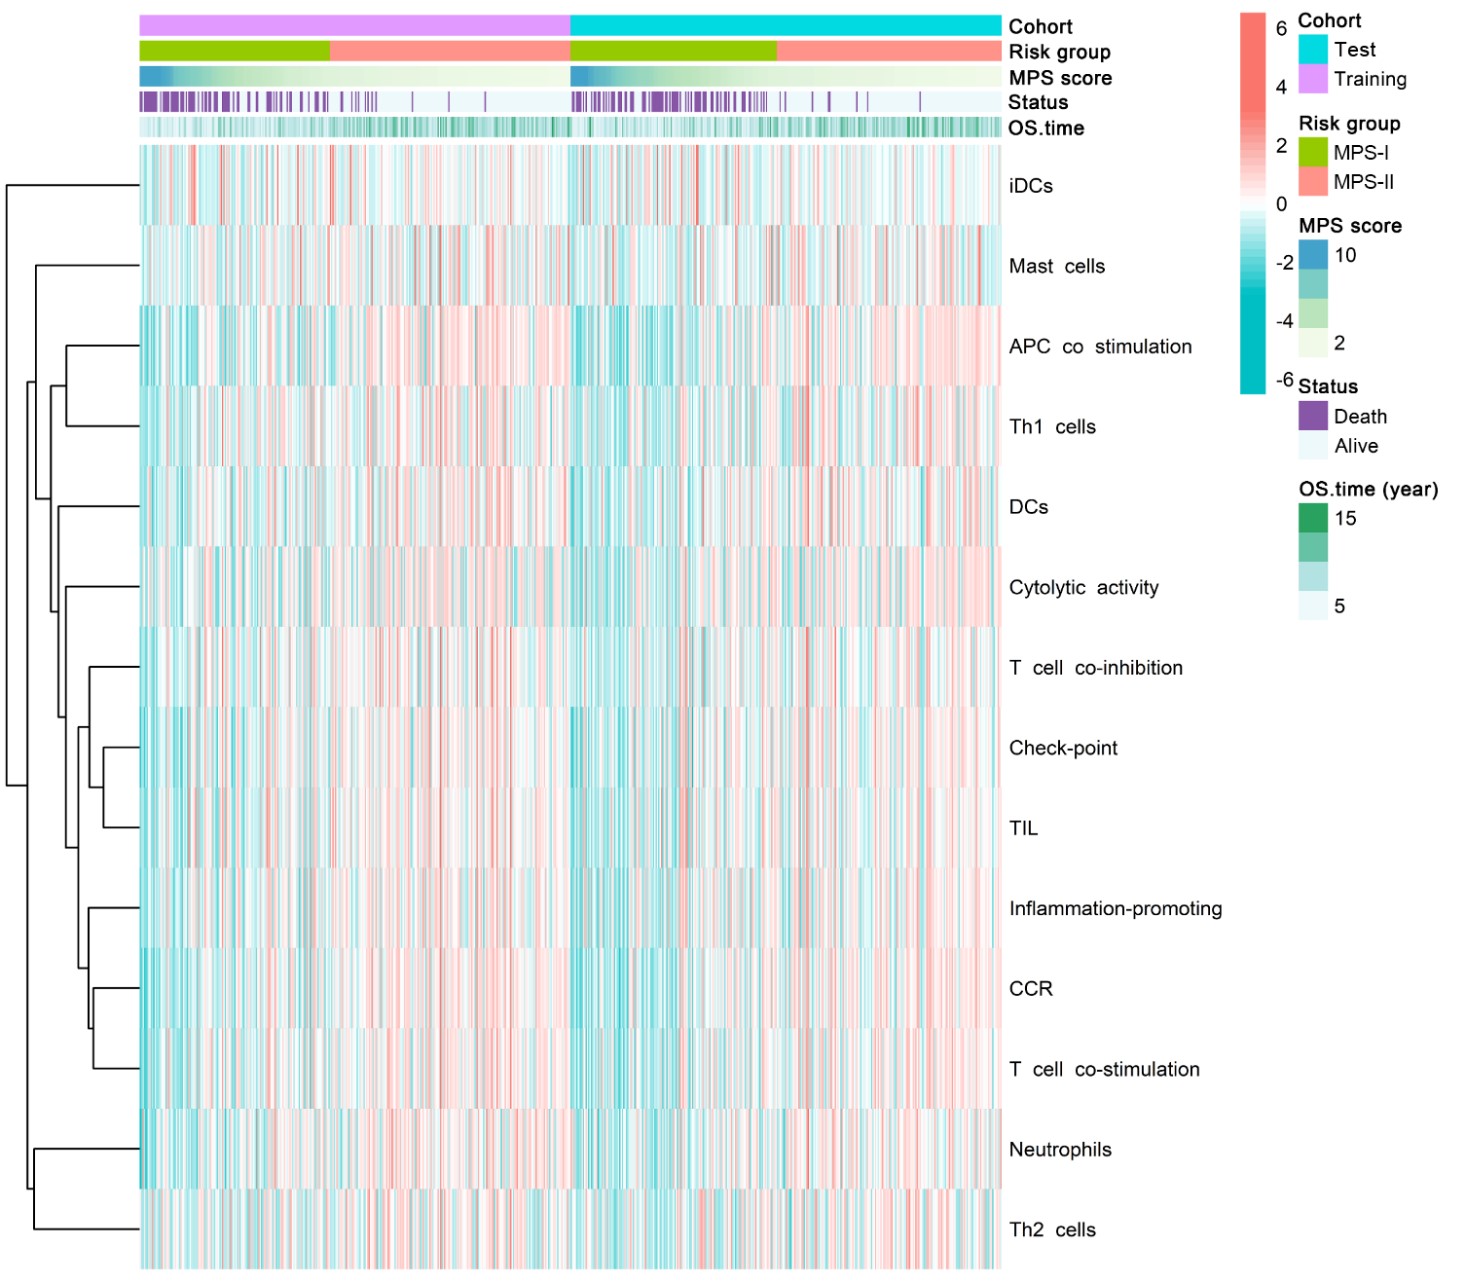 Cohort
Risk group
MPS score
Status
OS.time
iDCs
Mast cells
APC co stimulation
Th1 cells
DCs
Cytolytic activity
T cell co-inhibition
Check-point
TIL
Inflammation-promoting
CCR
T cell co-stimulation
Neutrophils
Th2 cells
6
4
2
0
-2
-4
-6
Cohort
Test
Training
Risk group
MPS-I
MPS-II
MPS score
10
2
Status
Death
Alive
OS.time (year)
15
5